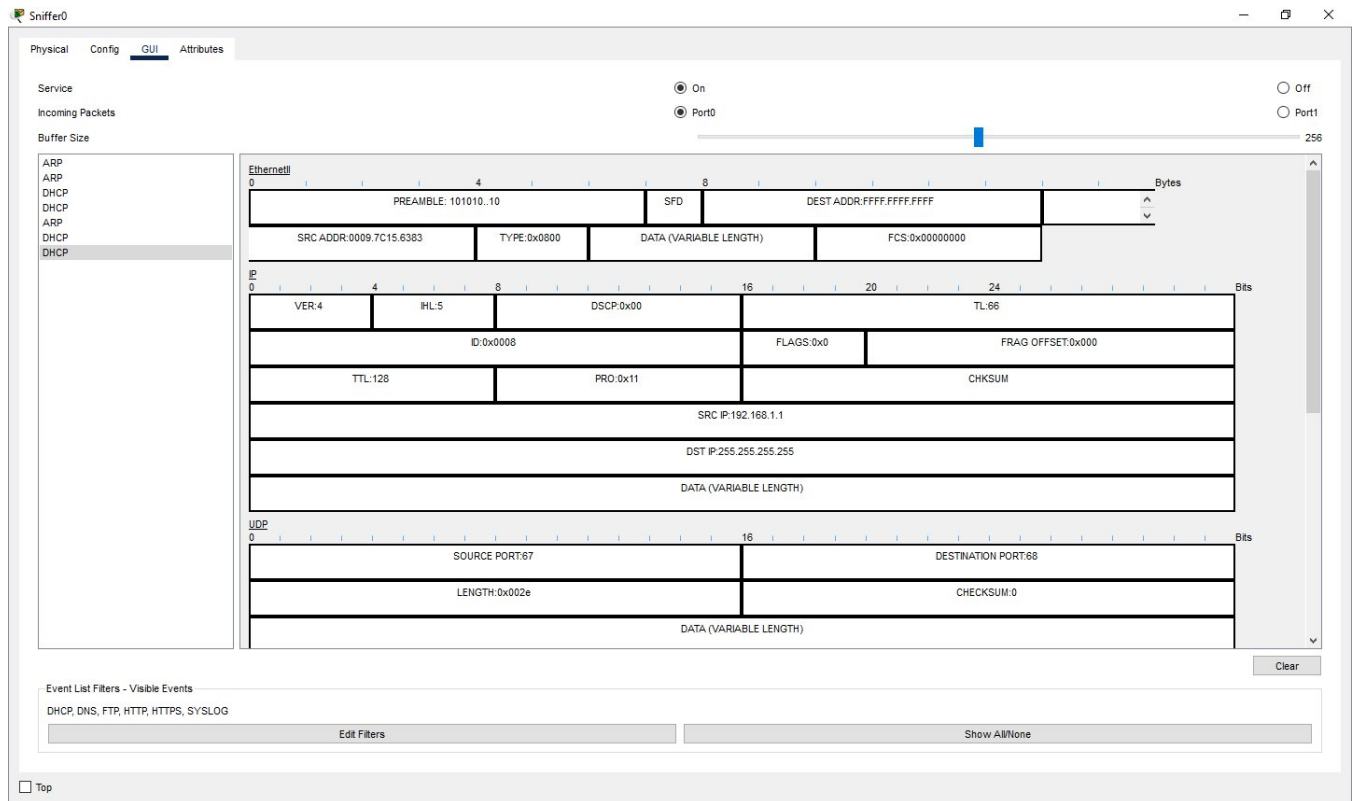 Sniffer0
Physical Config GUI Attributes
Service On Off
Incoming Packets Port0 Port1
Buffer Size 256
ARP
ARP
DHCP
DHCP
ARP
DHCP
DHCP
EthernetII
0 4 8 Bytes
PREAMBLE: 101010..10 SFD DEST ADDR:FFFF.FFFF.FFFF
SRC ADDR:0009.7C15.6383 TYPE:0x0800 DATA (VARIABLE LENGTH) FCS:0x00000000
IP
0 4 8 16 20 24 Bits
VER:4 IHL:5 DSCP:0x00 TL:66
ID:0x0008 FLAGS:0x0 FRAG OFFSET:0x000
TTL:128 PRO:0x11 CHKSUM
SRC IP:192.168.1.1
DST IP:255.255.255.255
DATA (VARIABLE LENGTH)
UDP
0 16 Bits
SOURCE PORT:67 DESTINATION PORT:68
LENGTH:0x002e CHECKSUM:0
DATA (VARIABLE LENGTH)
Clear
Event List Filters - Visible Events
DHCP, DNS, FTP, HTTP, HTTPS, SYSLOG
Edit Filters Show All/None
Top